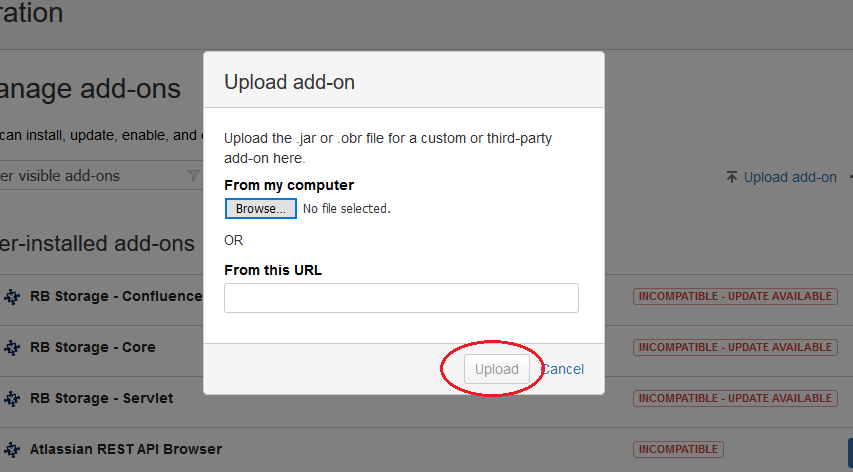 ration
anage add-ons
can install, update, enable, and
er visible add-ons
Upload add-on
er-installed add-ons
RB Storage - Confluence
INCOMPATIBLE - UPDATE AVAILABLE
RB Storage - Core
INCOMPATIBLE - UPDATE AVAILABLE
RB Storage - Servlet
INCOMPATIBLE - UPDATE AVAILABLE
Atlassian REST API Browser
INCOMPATIBLE
Upload add-on
Upload the .jar or .obr file for a custom or third-party
add-on here.
From my computer
Browse... No file selected.
OR
From this URL
Upload Cancel